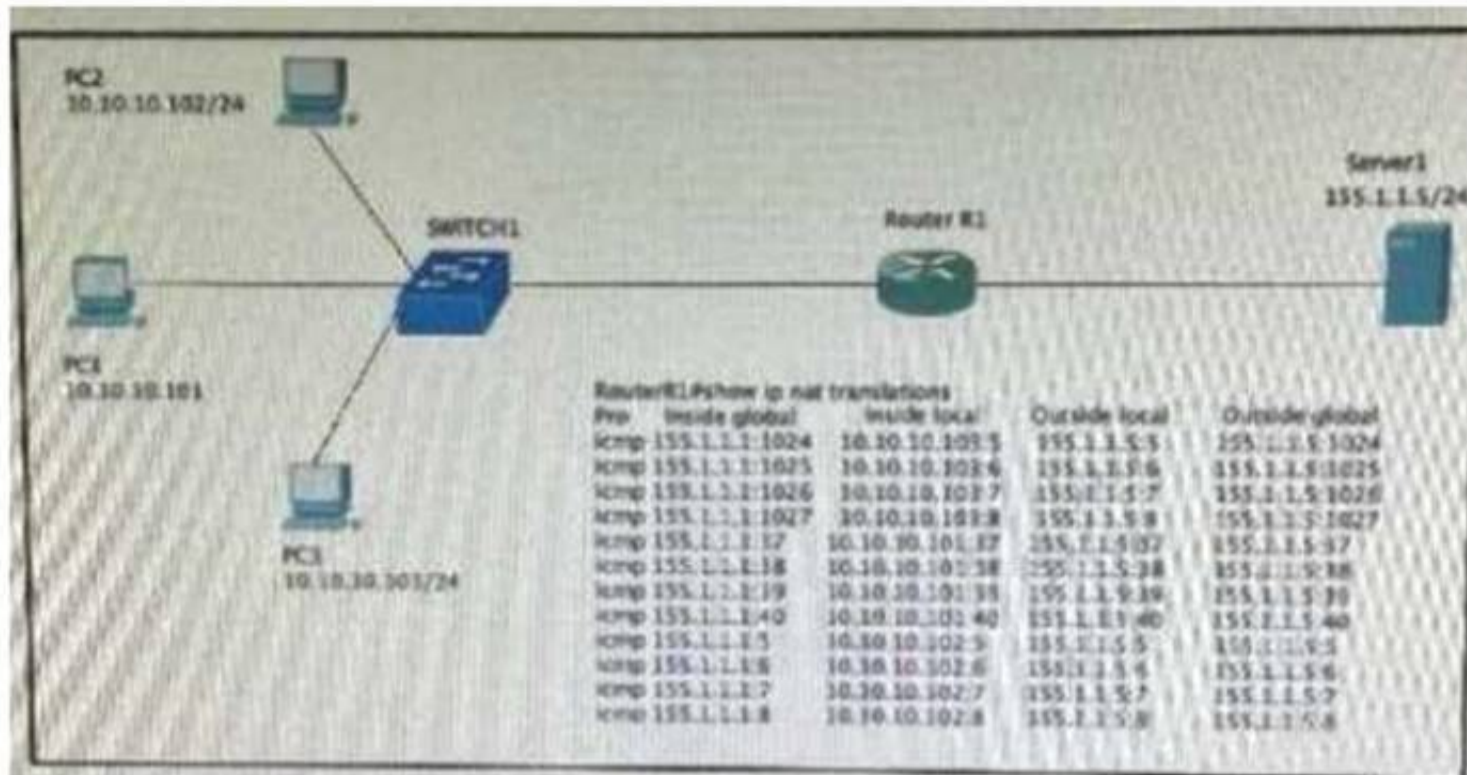 PC2
10.10.10.102/24
Server1
155.1.1.5/24
SWITCH1
Router R1
10.10.10.101
PC3
10.10.10.103/24
RouterR1#show ip nat translations
Pro Inside global Inside local Outside local Outside global
icmp 155.1.1.1:1024 10.10.10.103:5 155.1.1.5:5 155.1.1.5:1024
icmp 155.1.1.1:1025 10.10.10.103:6 155.1.1.5:6 155.1.1.5:1025
icmp 155.1.1.1:1026 10.10.10.103:7 155.1.1.5:7 155.1.1.5:1026
icmp 155.1.1.1:1027 10.10.10.103:8 155.1.1.5:8 155.1.1.5:1027
icmp 155.1.1.1:37 10.10.10.101:37 155.1.1.5:37 155.1.1.5:37
icmp 155.1.1.1:38 10.10.10.101:38 155.1.1.5:38 155.1.1.5:38
icmp 155.1.1.1:39 10.10.10.101:39 155.1.1.5:39 155.1.1.5:39
icmp 155.1.1.1:40 10.10.10.101:40 155.1.1.5:40 155.1.1.5:40
icmp 155.1.1.1:5 10.10.10.102:5 155.1.1.5:5 155.1.1.5:5
icmp 155.1.1.1:6 10.10.10.102:6 155.1.1.5:6 155.1.1.5:6
icmp 155.1.1.1:7 10.10.10.102:7 155.1.1.5:7 155.1.1.5:7
icmp 155.1.1.1:8 10.10.10.102:8 155.1.1.5:8 155.1.1.5:8